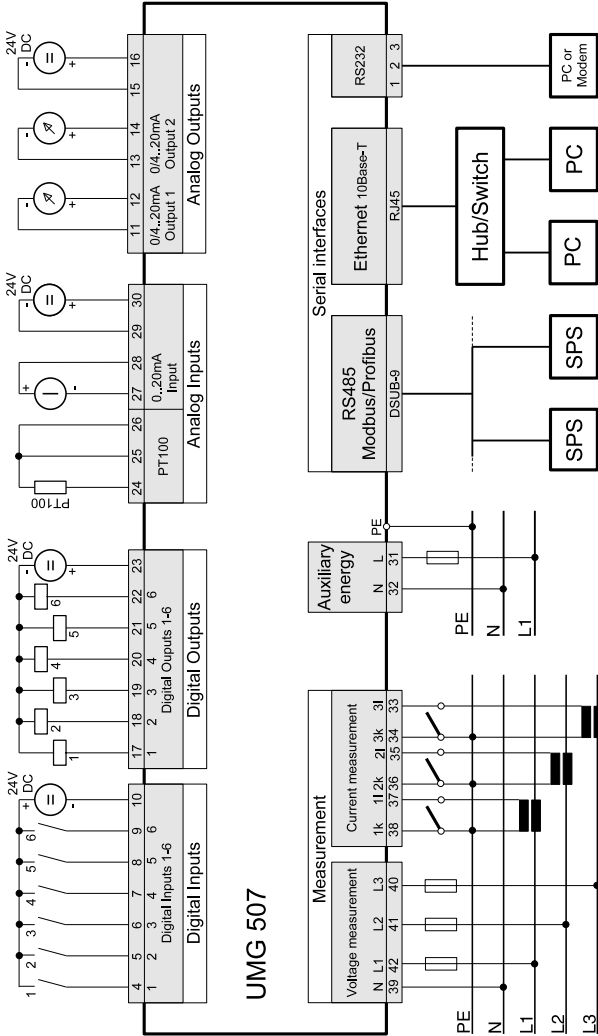 24V
DC
+ -
1 2 3 4 5 6
4 5 6 7 8 9 10
1 2 3 4 5 6
Digital Inputs 1-6
Digital Inputs
24V
DC
- +
1 2 3 4 5 6
17 18 19 20 21 22 23
1 2 3 4 5 6
Digital Ouputs 1-6
Digital Outputs
PT100
+ -
24V
DC
- +
24 25 26 27 28 29 30
PT100
0..20mA
Input
Analog Inputs
- +
- +
24V
DC
- +
11 12 13 14 15 16
0/4..20mA
Output 1
0/4..20mA
Output 2
Analog Outputs
UMG 507
Measurement
Voltage measurement
N L1 L2 L3
39 42 41 40
Current measurement
1k 1l 2k 2l 3k 3l
38 37 36 35 34 33
PE
N
L1
L2
L3
Auxiliary
energy
N L PE
32 31
PE
N
L1
Serial interfaces
RS485
Modbus/Profibus
DSUB-9
SPS
SPS
Ethernet 10Base-T
RJ45
Hub/Switch
PC
PC
RS232
1 2 3
PC or
Modem